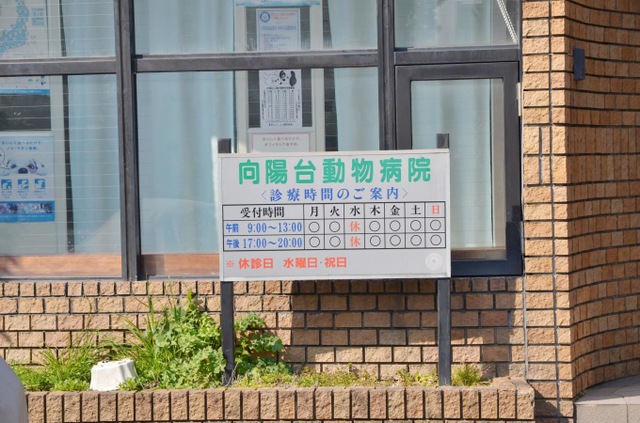 向陽台動物病院
〈診療時間のご案内〉
受付時間 月 火 水 木 金 土 日
午前 9:00〜13:00 ○ ○ 休 ○ ○ ○ ○
午後 17:00〜20:00 ○ ○ 休 ○ ○ ○ ○
※ 休診日 水曜日・祝日